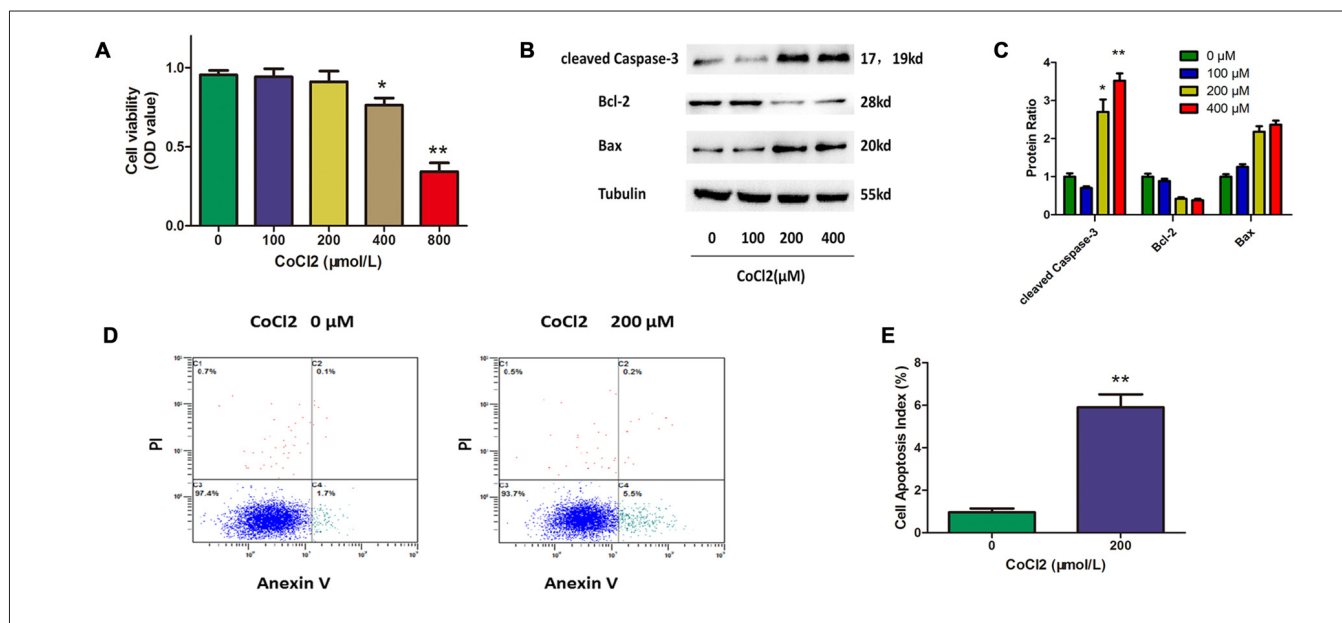 A
1.0
0.5
0.0
Cell viability
(OD value)
*
**
0 100 200 400 800
CoCl2 (µmol/L)
B
cleaved Caspase-3 17，19kd
Bcl-2 28kd
Bax 20kd
Tubulin 55kd
0 100 200 400
CoCl2(µM)
C
4
3
2
1
0
Protein Ratio
*
**
0 µM
100 µM
200 µM
400 µM
cleaved Caspase-3
Bcl-2
Bax
D
CoCl2 0 µM
C1
0.7%
C2
0.1%
C3
97.4%
C4
1.7%
PI
Anexin V
CoCl2 200 µM
C1
0.5%
C2
0.2%
C3
93.7%
C4
5.5%
PI
Anexin V
E
8
6
4
2
0
Cell Apoptosis Index (%)
**
0 200
CoCl2 (µmol/L)